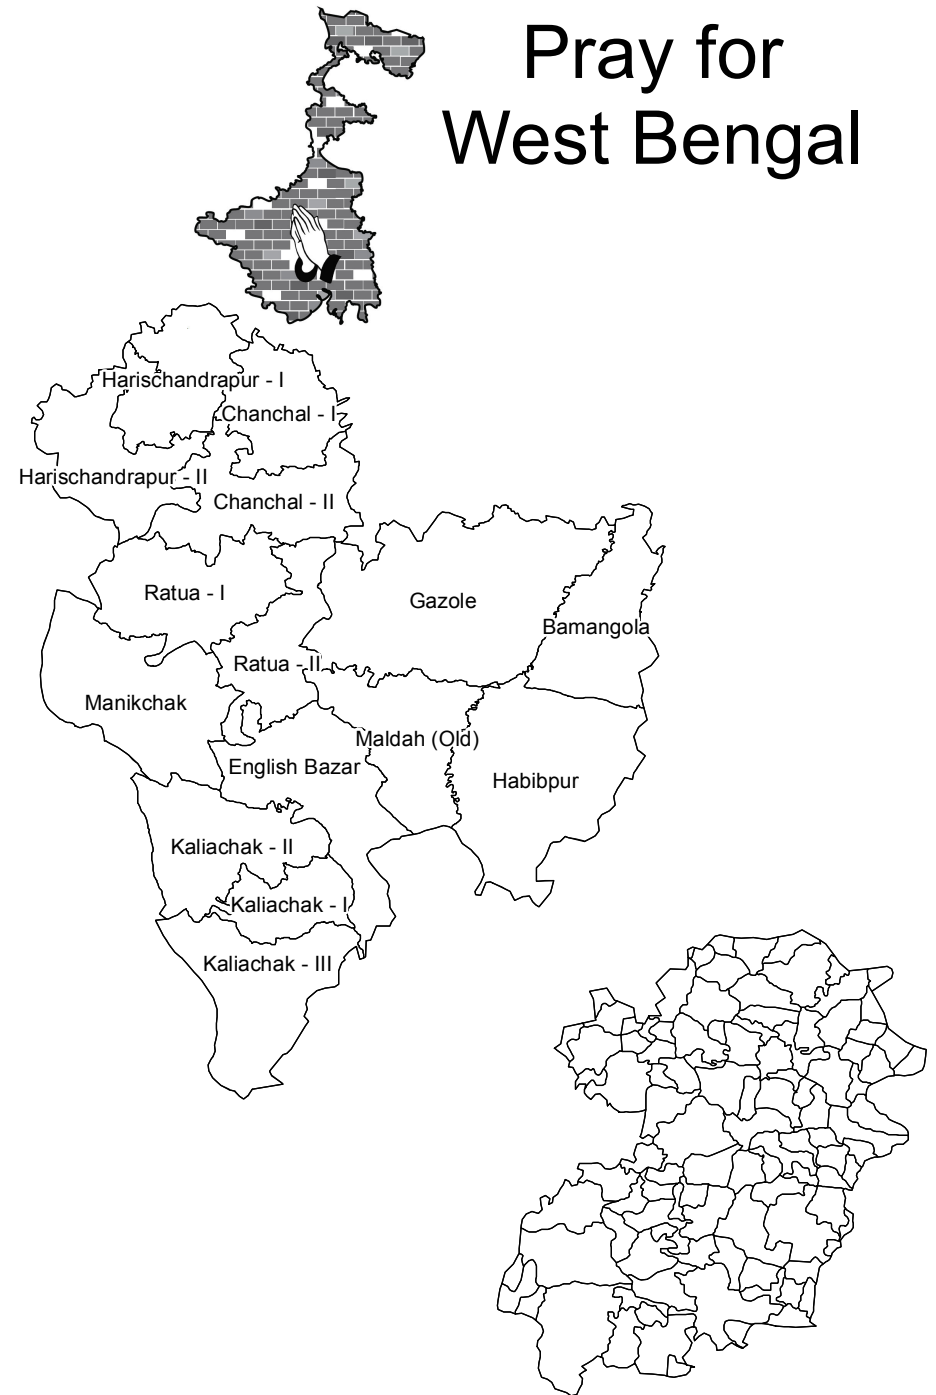 Pray for
West Bengal
Harischandrapur - I
Chanchal - I
Harischandrapur - II
Chanchal - II
Ratua - I
Gazole
Bamangola
Ratua - II
Manikchak
Maldah (Old)
English Bazar
Habibpur
Kaliachak - II
Kaliachak - I
Kaliachak - III